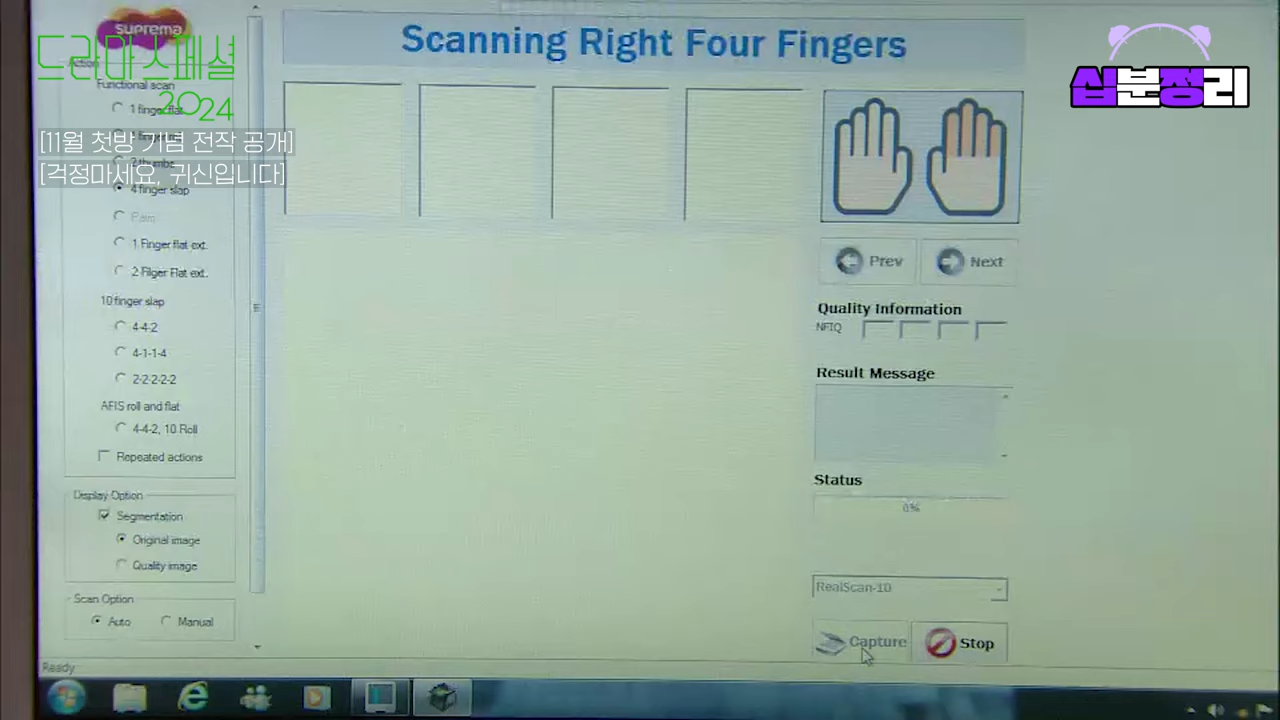 suprema
드라마 스페셜
2024
[11월 첫방 기념 전작 공개]
[걱정마세요, 귀신입니다]
십분정리
Scanning Right Four Fingers
Action
Functional scan
1 finger flat
4 finger slap
Palm
1 Finger flat ext.
2 Filger Flat ext.
10 finger slap
4-4-2
4-1-1-4
2-2-2-2-2
AFIS roll and flat
4-4-2, 10 Roll
Repeated actions
Display Option
Segmentation
Original image
Quality image
Scan Option
Auto
Manual
Ready
Prev
Next
Quality Information
NFIQ
Result Message
Status
0%
RealScan-10
Capture
Stop